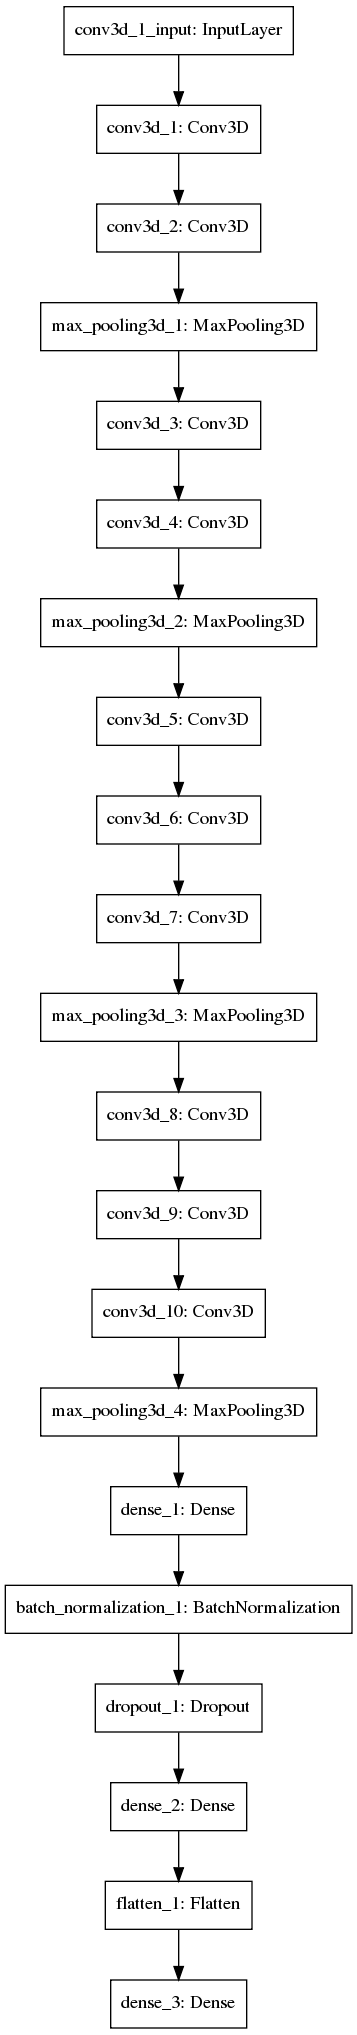 conv3d_1_input: InputLayer
conv3d_1: Conv3D
conv3d_2: Conv3D
max_pooling3d_1: MaxPooling3D
conv3d_3: Conv3D
conv3d_4: Conv3D
max_pooling3d_2: MaxPooling3D
conv3d_5: Conv3D
conv3d_6: Conv3D
conv3d_7: Conv3D
max_pooling3d_3: MaxPooling3D
conv3d_8: Conv3D
conv3d_9: Conv3D
conv3d_10: Conv3D
max_pooling3d_4: MaxPooling3D
dense_1: Dense
batch_normalization_1: BatchNormalization
dropout_1: Dropout
dense_2: Dense
flatten_1: Flatten
dense_3: Dense